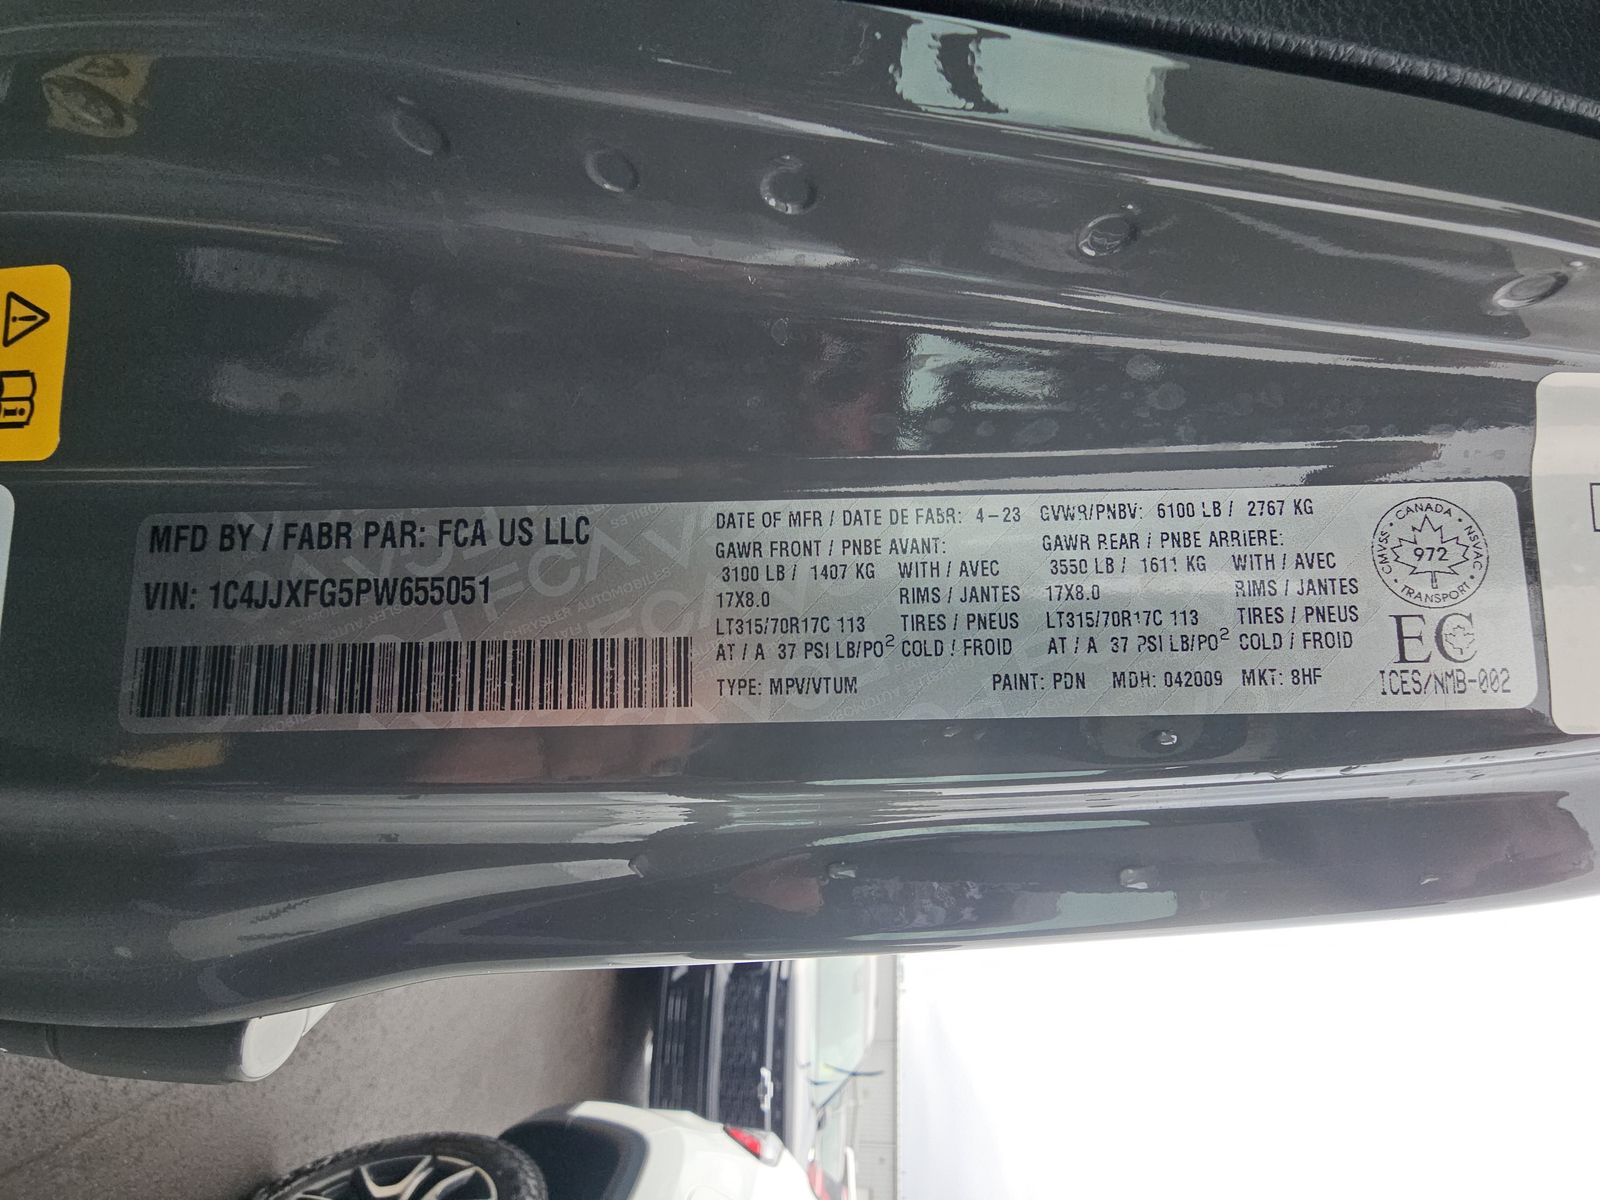 MFD BY / FABR PAR: FCA US LLC
VIN: 1C4JJXFG5PW655051
DATE OF MFR / DATE DE FABR: 4-23 GVWR/PNBV: 6100 LB / 2767 KG
GAWR FRONT / PNBE AVANT: GAWR REAR / PNBE ARRIERE:
3100 LB / 1407 KG WITH / AVEC 3550 LB / 1611 KG WITH / AVEC
17X8.0 RIMS / JANTES 17X8.0 RIMS / JANTES
LT315/70R17C 113 TIRES / PNEUS LT315/70R17C 113 TIRES / PNEUS
AT / A 37 PSI LB/PO² COLD / FROID AT / A 37 PSI LB/PO² COLD / FROID
TYPE: MPV/VTUM PAINT: PDN MDH: 042009 MKT: 8HF
CANADA
CMVSS NSVAC
972
TRANSPORT
EC
ICES/NMB-002